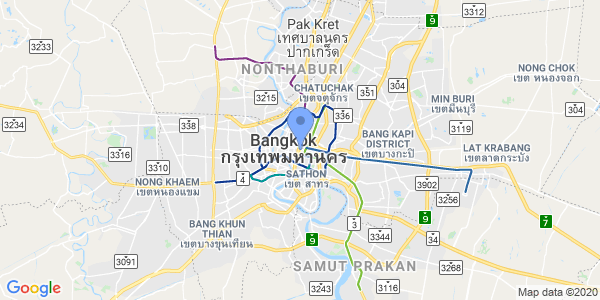 9
3312
Pak Kret
เทศบาลนคร
ปากเกร็ด
3233
NONTHABURI
NONG CHOK
เขต หนองจอก
CHATUCHAK
เขตจตุจักร
351
304
3215
MIN BURI
เขตมีนบุรี
336
3234
338
3119
Bangkok
กรุงเทพมหานคร
BANG KAPI
DISTRICT
เขตบางกะปิ
LAT KRABANG
เขตลาดกระบัง
3316
3310
SATHON
เขต สาทร
4
NONG KHAEM
เขตหนองแขม
3902
3256
BANG KHUN
THIAN
เขตบางขุนเทียน
3
9
7
9
3344
34
3091
SAMUT PRAKAN
3268
3243
3116
Google
Map data ©2020